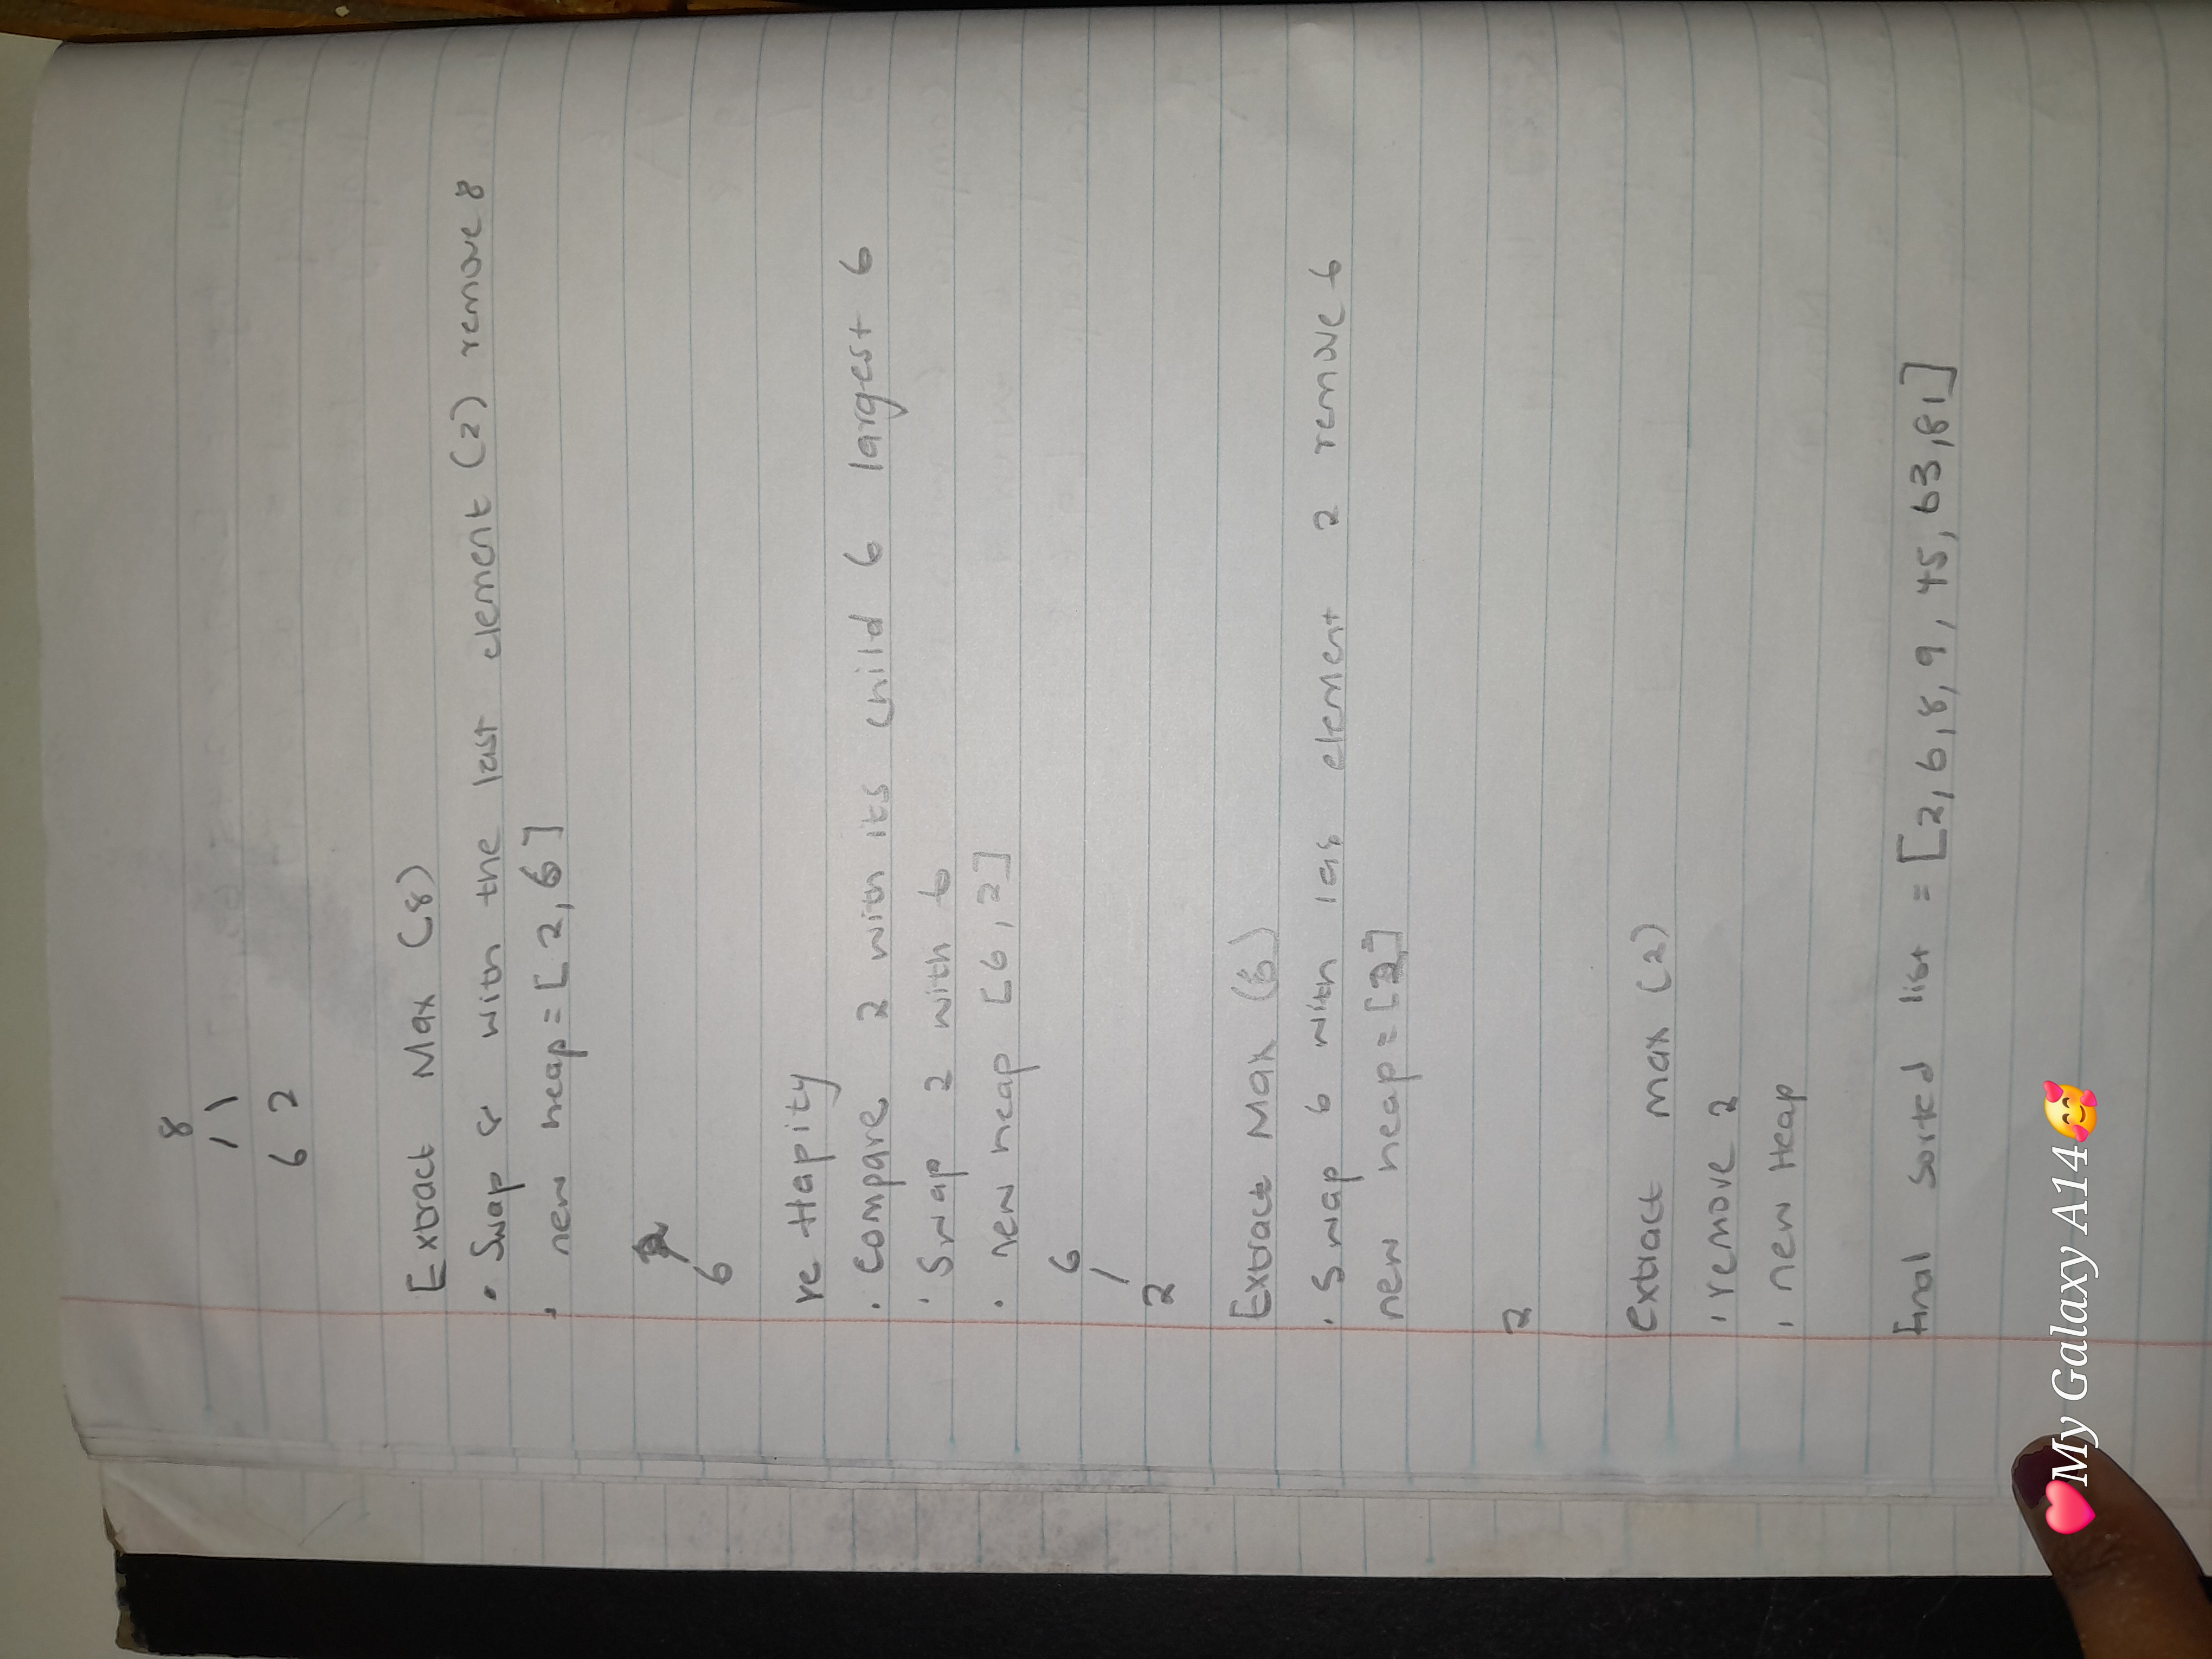 8
/ \
6 2
Extract Max (8)
• Swap 8 with the last element (2) remove 8
• new heap = [2, 6]
2
/
6
re Hapity
• Compare 2 with its child 6 largest 6
• Swap 2 with 6
• new heap [6, 2]
6
/
2
Extract Max (6)
• Swap 6 with las element 2 remove 6
new heap = [2]
2
extract max (2)
• remove 2
• new Heap
Final sorted list = [2, 6, 8, 9, 45, 63, 81]
❤️My Galaxy A14🥰